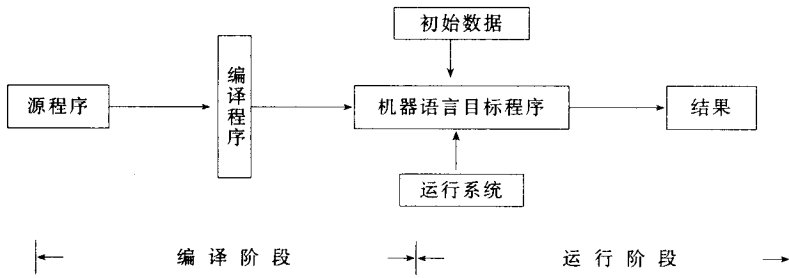 初始数据
源程序
编译程序
机器语言目标程序
结果
运行系统
编译阶段
运行阶段